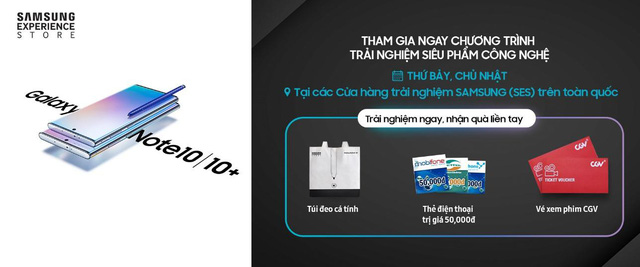 SAMSUNG
EXPERIENCE
STORE
Galaxy
Note10|10+
THAM GIA NGAY CHƯƠNG TRÌNH
TRẢI NGHIỆM SIÊU PHẨM CÔNG NGHỆ
THỨ BẢY, CHỦ NHẬT
Tại các Cửa hàng trải nghiệm SAMSUNG (SES) trên toàn quốc
Trải nghiệm ngay, nhận quà liền tay
mobifone
50,000đ
CGV
CGV
TICKET VOUCHER
Túi đeo cá tính
Thẻ điện thoại
trị giá 50,000đ
Vé xem phim CGV